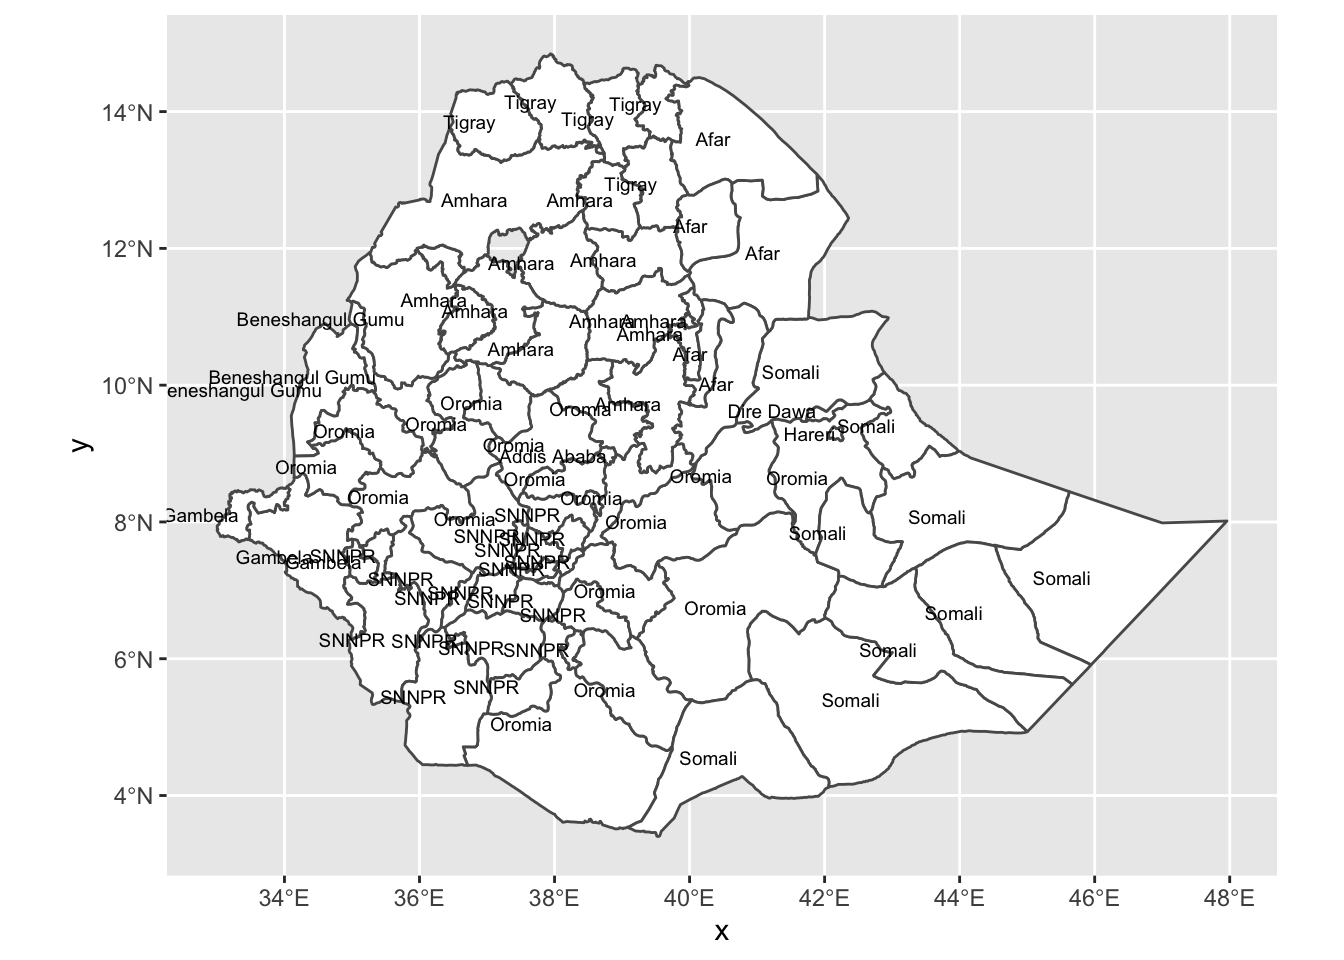 14°N
12°N
10°N
8°N
6°N
4°N
y
Tigray
Tigray
Tigray
Tigray
Afar
Tigray
Amhara
Amhara
Afar
Afar
Amhara
Amhara
Amhara
Amhara
Beneshangul Gumu
Amhara
Amhara
Amhara
Amhara
Afar
Somali
Beneshangul Gumu
eneshangul Gumu
Afar
Oromia
Oromia
Amhara
Dire Dawa
Oromia
Oromia
Hareri
Somali
Oromia
Addis Ababa
Oromia
Oromia
Oromia
Oromia
Oromia
Oromia
Gambela
Oromia
SNNPR
Oromia
Somali
Somali
SNNPR
SNNPR
Gambela
Gambela
SNNPR
SNNPR
SNNPR
SNNPR
SNNPR
SNNPR
SNNPR
SNNPR
Oromia
Somali
SNNPR
SNNPR
Oromia
Somali
SNNPR
SNNPR
SNNPR
SNNPR
Somali
SNNPR
SNNPR
Oromia
Somali
Oromia
Somali
34°E
36°E
38°E
40°E
42°E
44°E
46°E
48°E
x